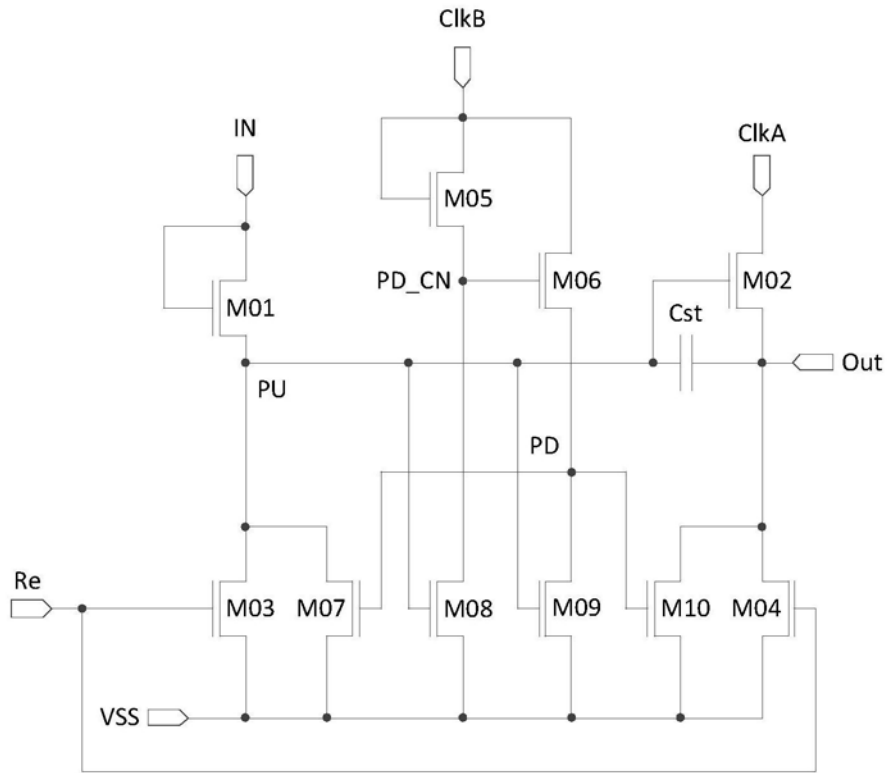 ClkB
IN
ClkA
M05
PD_CN
M06
M02
M01
Cst
Out
PU
PD
Re
M03
M07
M08
M09
M10
M04
VSS